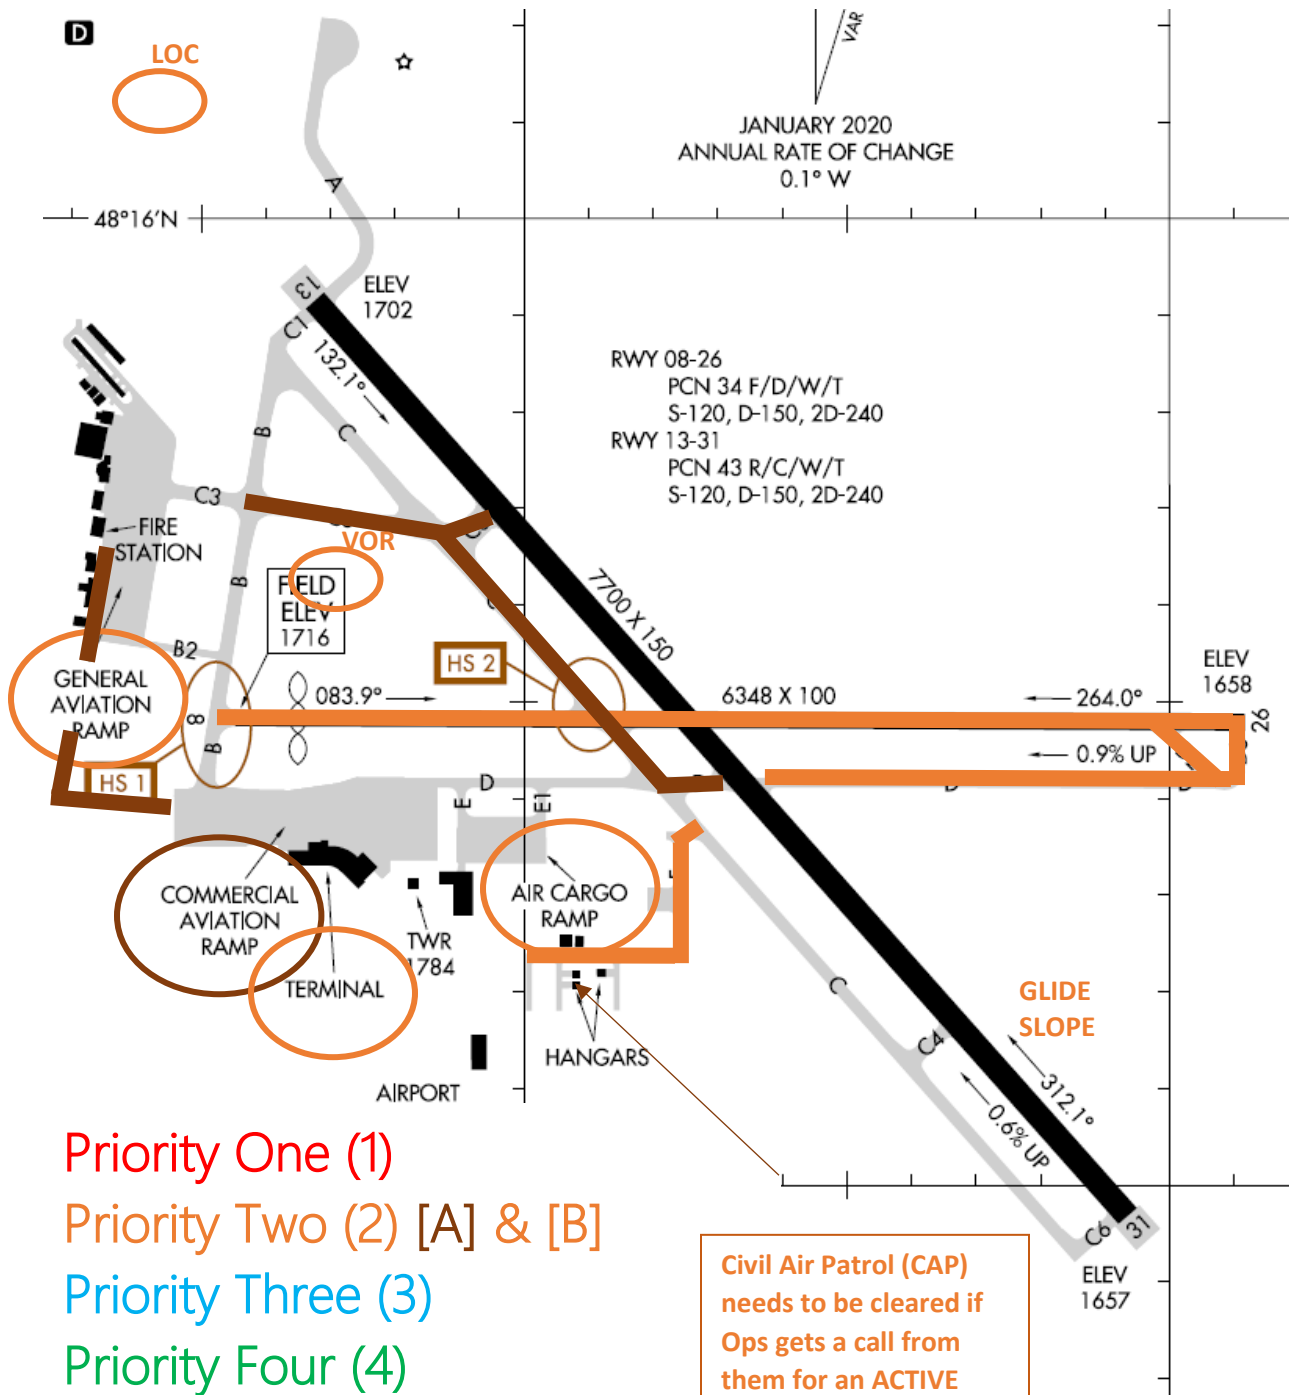 D
LOC
VAR
JANUARY 2020
ANNUAL RATE OF CHANGE
0.1° W
A
48°16'N
13
ELEV
1702
C1
132.1°
RWY 08-26
PCN 34 F/D/W/T
S-120, D-150, 2D-240
RWY 13-31
PCN 43 R/C/W/T
S-120, D-150, 2D-240
B
C
C3
FIRE
STATION
VOR
B
FIELD
ELEV
1716
7700 X 150
B2
HS 2
GENERAL
AVIATION
RAMP
8
083.9°
6348 X 100
264.0°
ELEV
1658
26
B
HS 1
0.9% UP
D
E
E1
D
D
COMMERCIAL
AVIATION
RAMP
AIR CARGO
RAMP
TWR
1784
TERMINAL
C
GLIDE
SLOPE
HANGARS
C4
312.1°
AIRPORT
0.6% UP
Priority One (1)
Priority Two (2) [A] & [B]
C6
31
ELEV
1657
Civil Air Patrol (CAP)
needs to be cleared if
Ops gets a call from
them for an ACTIVE
Priority Three (3)
Priority Four (4)